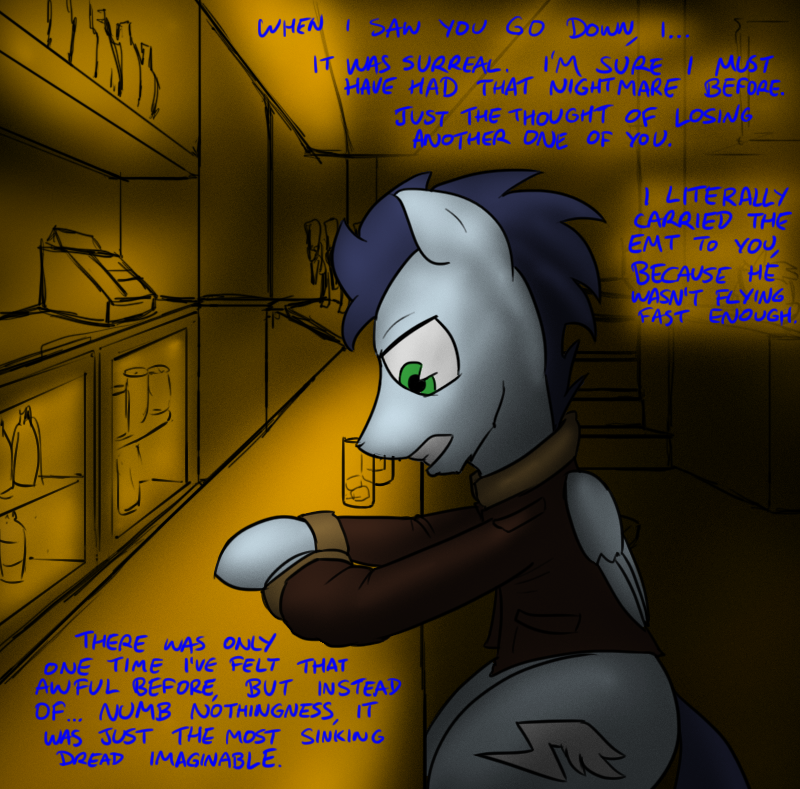 WHEN I SAW YOU GO DOWN, I...
IT WAS SURREAL. I'M SURE I MUST
HAVE HAD THAT NIGHTMARE BEFORE.
JUST THE THOUGHT OF LOSING
ANOTHER ONE OF YOU.
I LITERALLY
CARRIED THE
EMT TO YOU,
BECAUSE HE
WASN'T FLYING
FAST ENOUGH.
THERE WAS ONLY
ONE TIME I'VE FELT THAT
AWFUL BEFORE, BUT INSTEAD
OF... NUMB NOTHINGNESS, IT
WAS JUST THE MOST SINKING
DREAD IMAGINABLE.